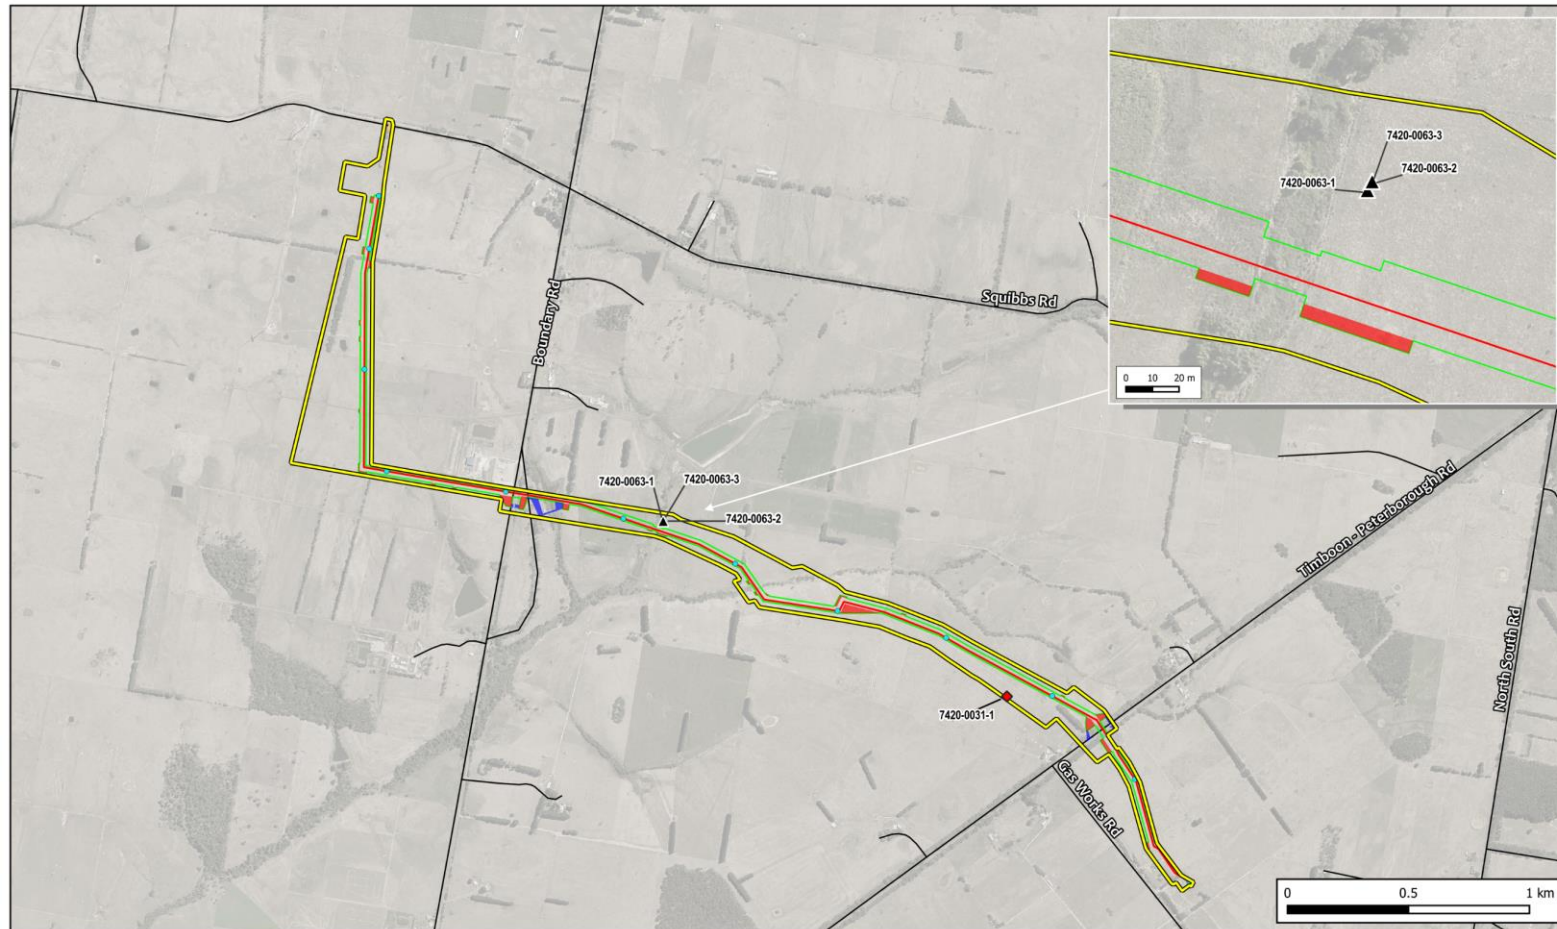 7420-0063-3
7420-0063-2
7420-0063-1
0 10 20 m
Squibbs Rd
Boundary Rd
7420-0063-1
7420-0063-3
7420-0063-2
Timboon - Peterborough Rd
North South Rd
7420-0031-1
Gas Works Rd
0 0.5 1 km